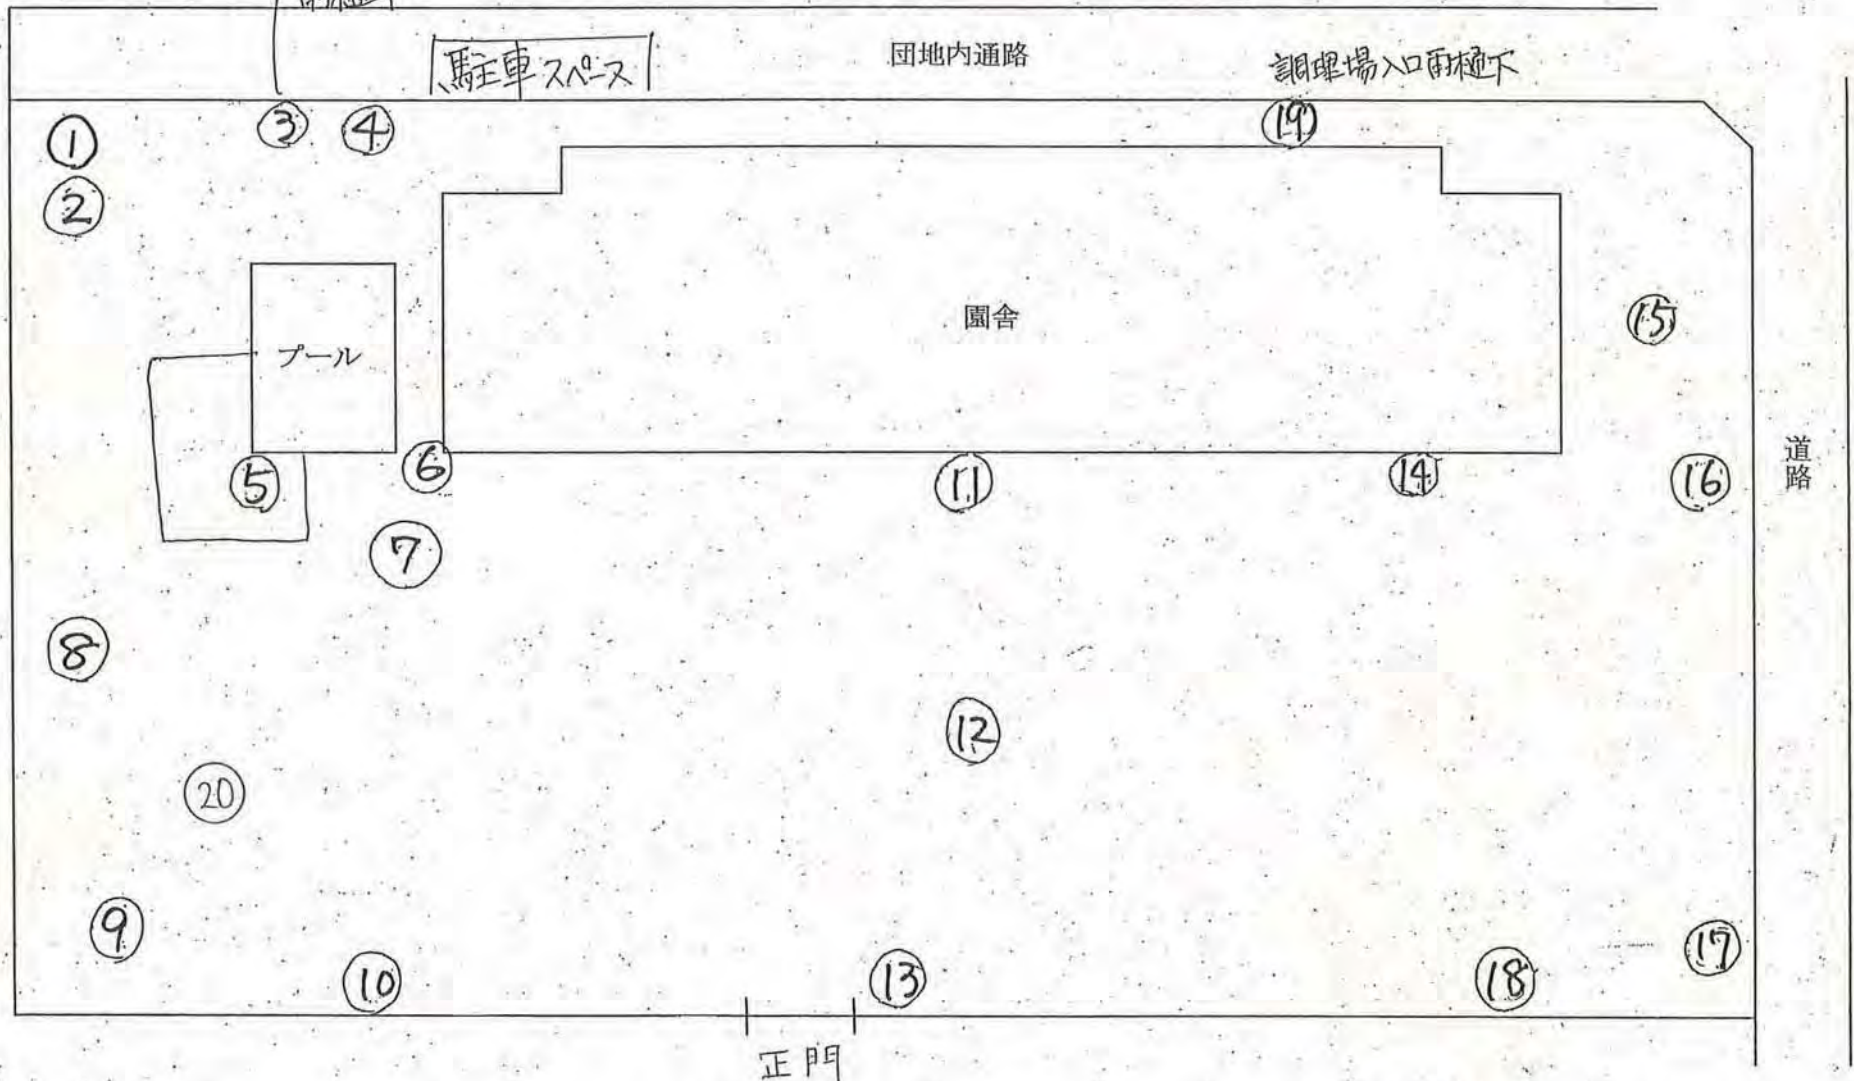 駐車スペース
団地内通路
調理場入口雨樋下
①
②
③
④
⑲
園舎
⑮
プール
道路
⑤
⑥
⑪
⑭
⑯
⑦
⑧
⑫
⑳
⑨
⑩
⑬
⑱
⑰
正門